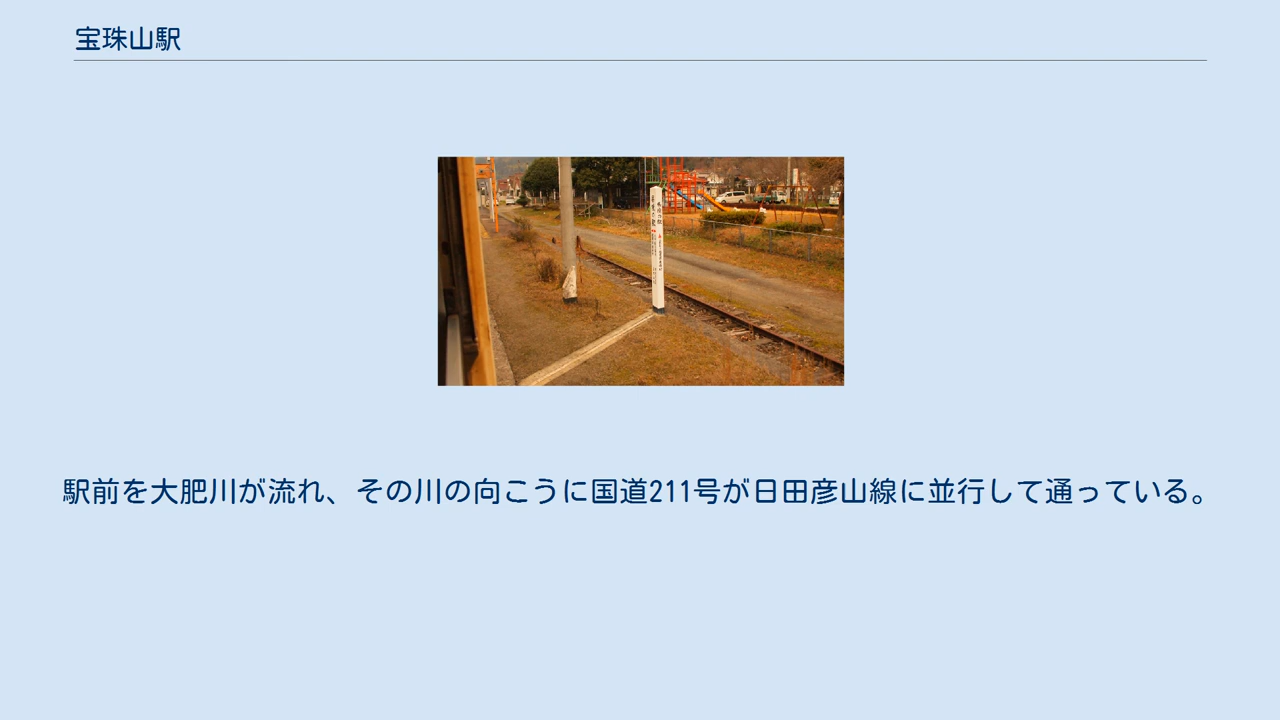 宝珠山駅
駅前を大肥川が流れ、その川の向こうに国道211号が日田彦山線に並行して通っている。